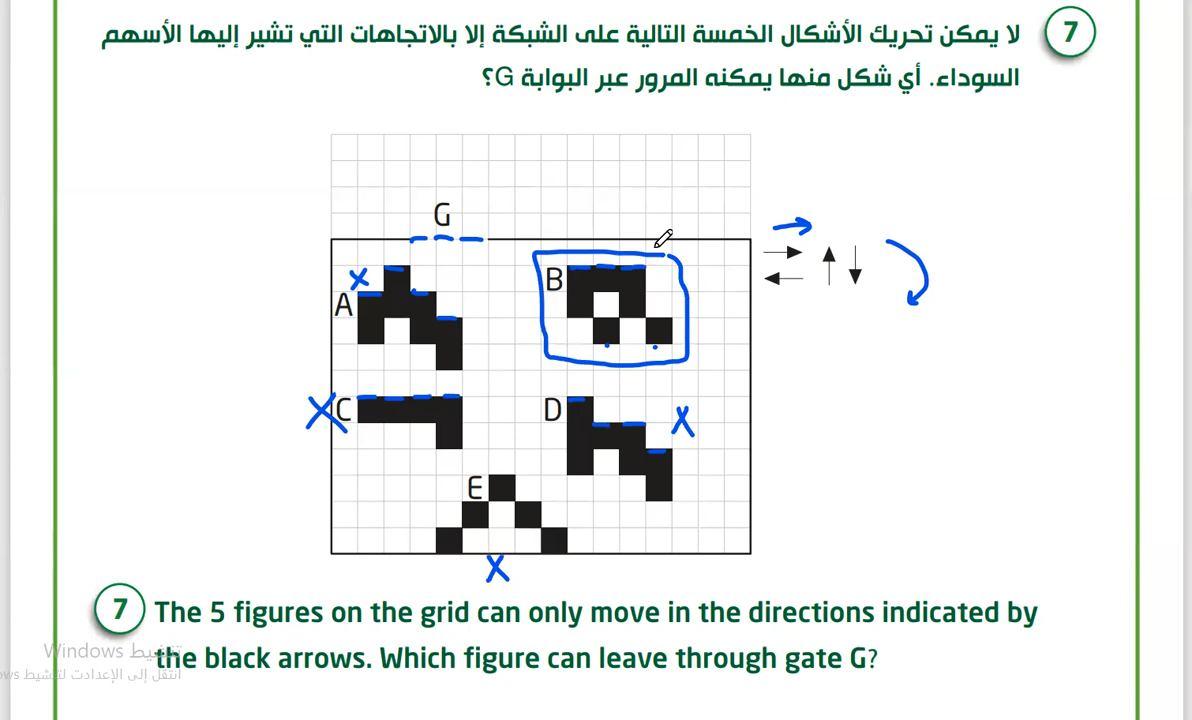 7
لا يمكن تحريك الأشكال الخمسة التالية على الشبكة إلا بالاتجاهات التي تشير إليها الأسهم
السوداء. أي شكل منها يمكنه المرور عبر البوابة G؟
G
B
A
C
D
E
7
The 5 figures on the grid can only move in the directions indicated by
the black arrows. Which figure can leave through gate G?
تنشيط Windows